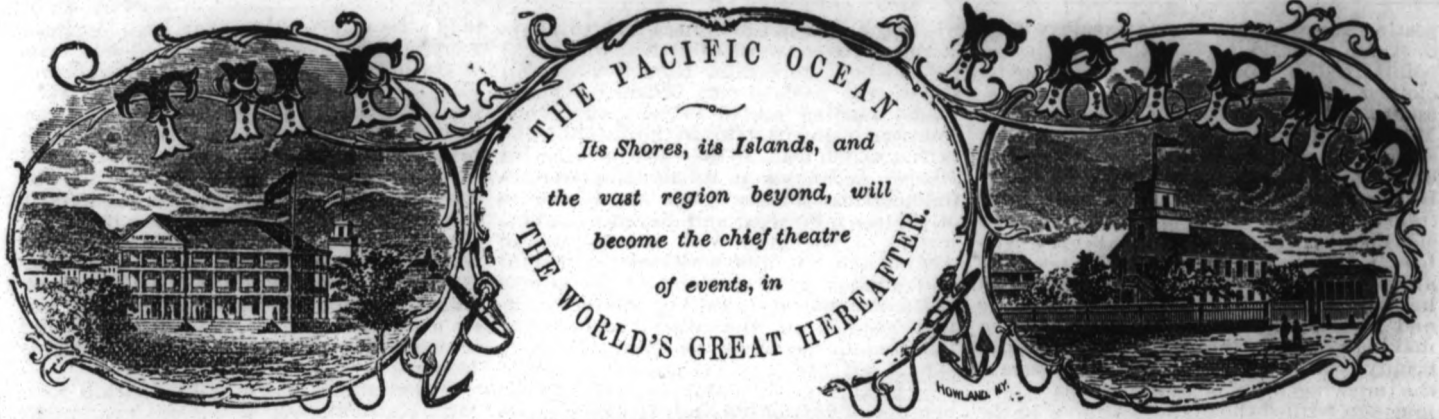 THE FRIEND
THE PACIFIC OCEAN
Its Shores, its Islands, and
the vast region beyond, will
become the chief theatre
of events, in
THE WORLD'S GREAT HEREAFTER.
HOWLAND, N.Y.